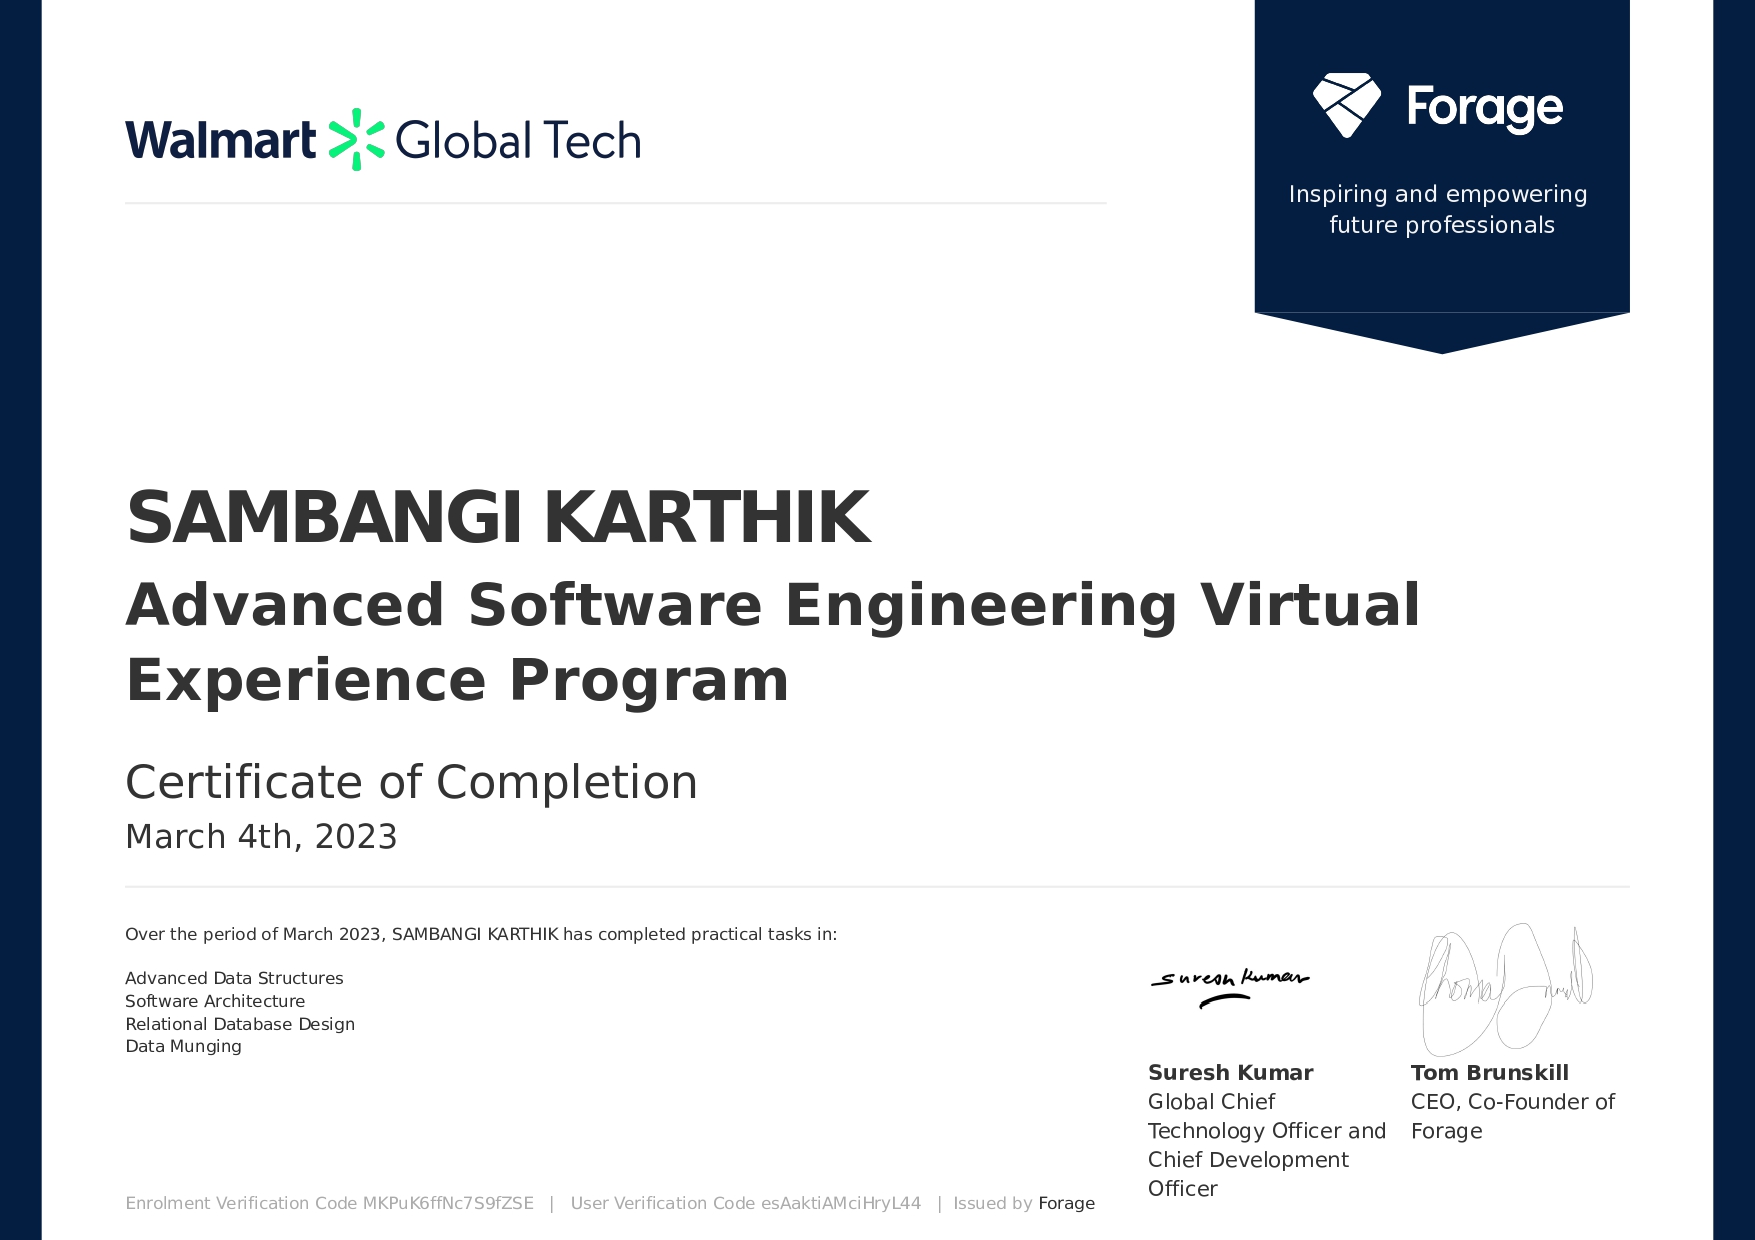 Walmart Global Tech
Forage
Inspiring and empowering
future professionals
SAMBANGI KARTHIK
Advanced Software Engineering Virtual
Experience Program
Certificate of Completion
March 4th, 2023
Over the period of March 2023, SAMBANGI KARTHIK has completed practical tasks in:
Advanced Data Structures
Software Architecture
Relational Database Design
Data Munging
Suresh Kumar
Suresh Kumar
Global Chief
Technology Officer and
Chief Development
Officer
Tom Brunskill
CEO, Co-Founder of
Forage
Enrolment Verification Code MKPuK6ffNc7S9fZSE | User Verification Code esAaktiAMciHryL44 | Issued by Forage